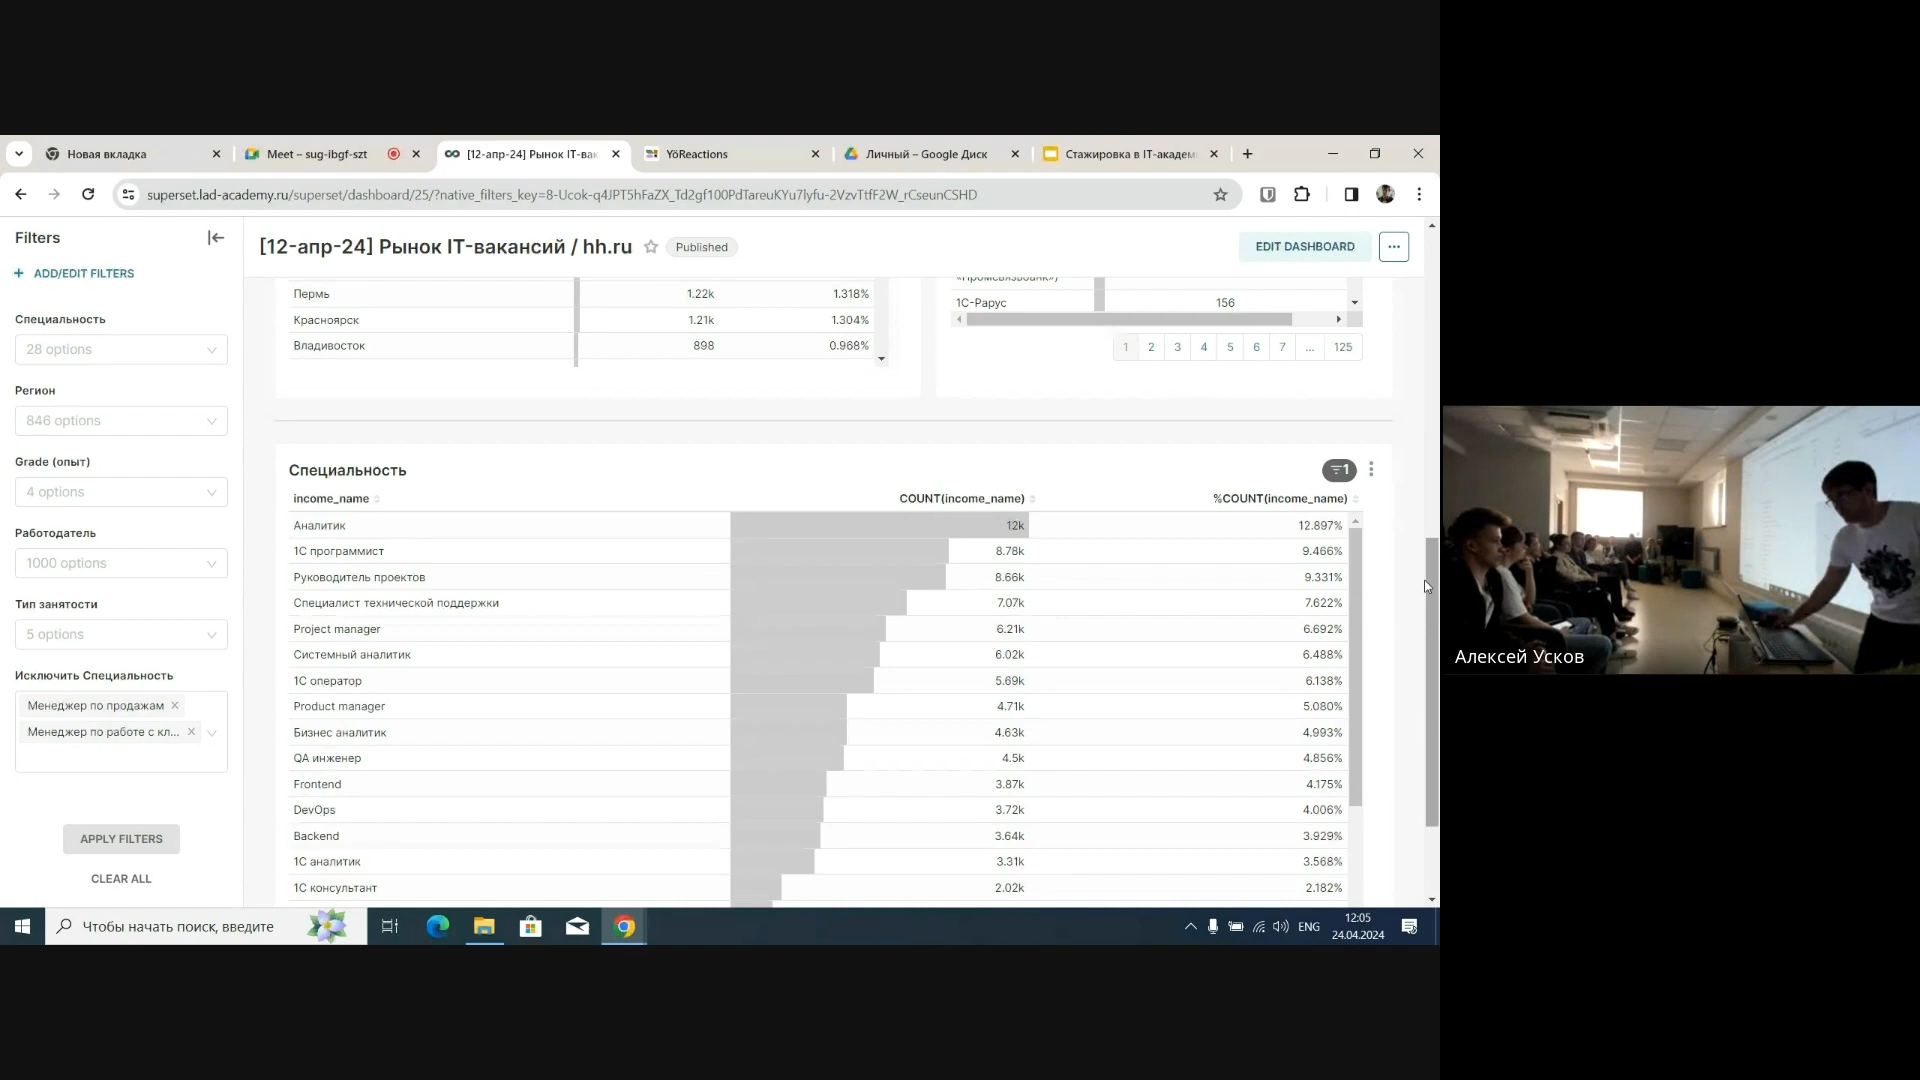 Новая вкладка
Meet – sug-ibgf-szt
[12-апр-24] Рынок IT-вак
YöReactions
Личный – Google Диск
Стажировка в IT-академ
superset.lad-academy.ru/superset/dashboard/25/?native_filters_key=8-Ucok-q4JPT5hFaZX_Td2gf100PdTareuKYu7lyfu-2VzvTtfF2W_rCseunCSHD
Filters
ADD/EDIT FILTERS
Специальность
28 options
Регион
846 options
Grade (опыт)
4 options
Работодатель
1000 options
Тип занятости
5 options
Исключить Специальность
Менеджер по продажам
Менеджер по работе с кл...
APPLY FILTERS
CLEAR ALL
[12-апр-24] Рынок IT-вакансий / hh.ru
Published
EDIT DASHBOARD
Пермь 1.22k 1.318%
Красноярск 1.21k 1.304%
Владивосток 898 0.968%
«Промсвязьбанк»)
1С-Рарус 156
1 2 3 4 5 6 7 ... 125
Специальность
1
income_name COUNT(income_name) %COUNT(income_name)
Аналитик 12k 12.897%
1С программист 8.78k 9.466%
Руководитель проектов 8.66k 9.331%
Специалист технической поддержки 7.07k 7.622%
Project manager 6.21k 6.692%
Системный аналитик 6.02k 6.488%
1С оператор 5.69k 6.138%
Product manager 4.71k 5.080%
Бизнес аналитик 4.63k 4.993%
QA инженер 4.5k 4.856%
Frontend 3.87k 4.175%
DevOps 3.72k 4.006%
Backend 3.64k 3.929%
1С аналитик 3.31k 3.568%
1С консультант 2.02k 2.182%
Чтобы начать поиск, введите
ENG
12:05
24.04.2024
Алексей Усков